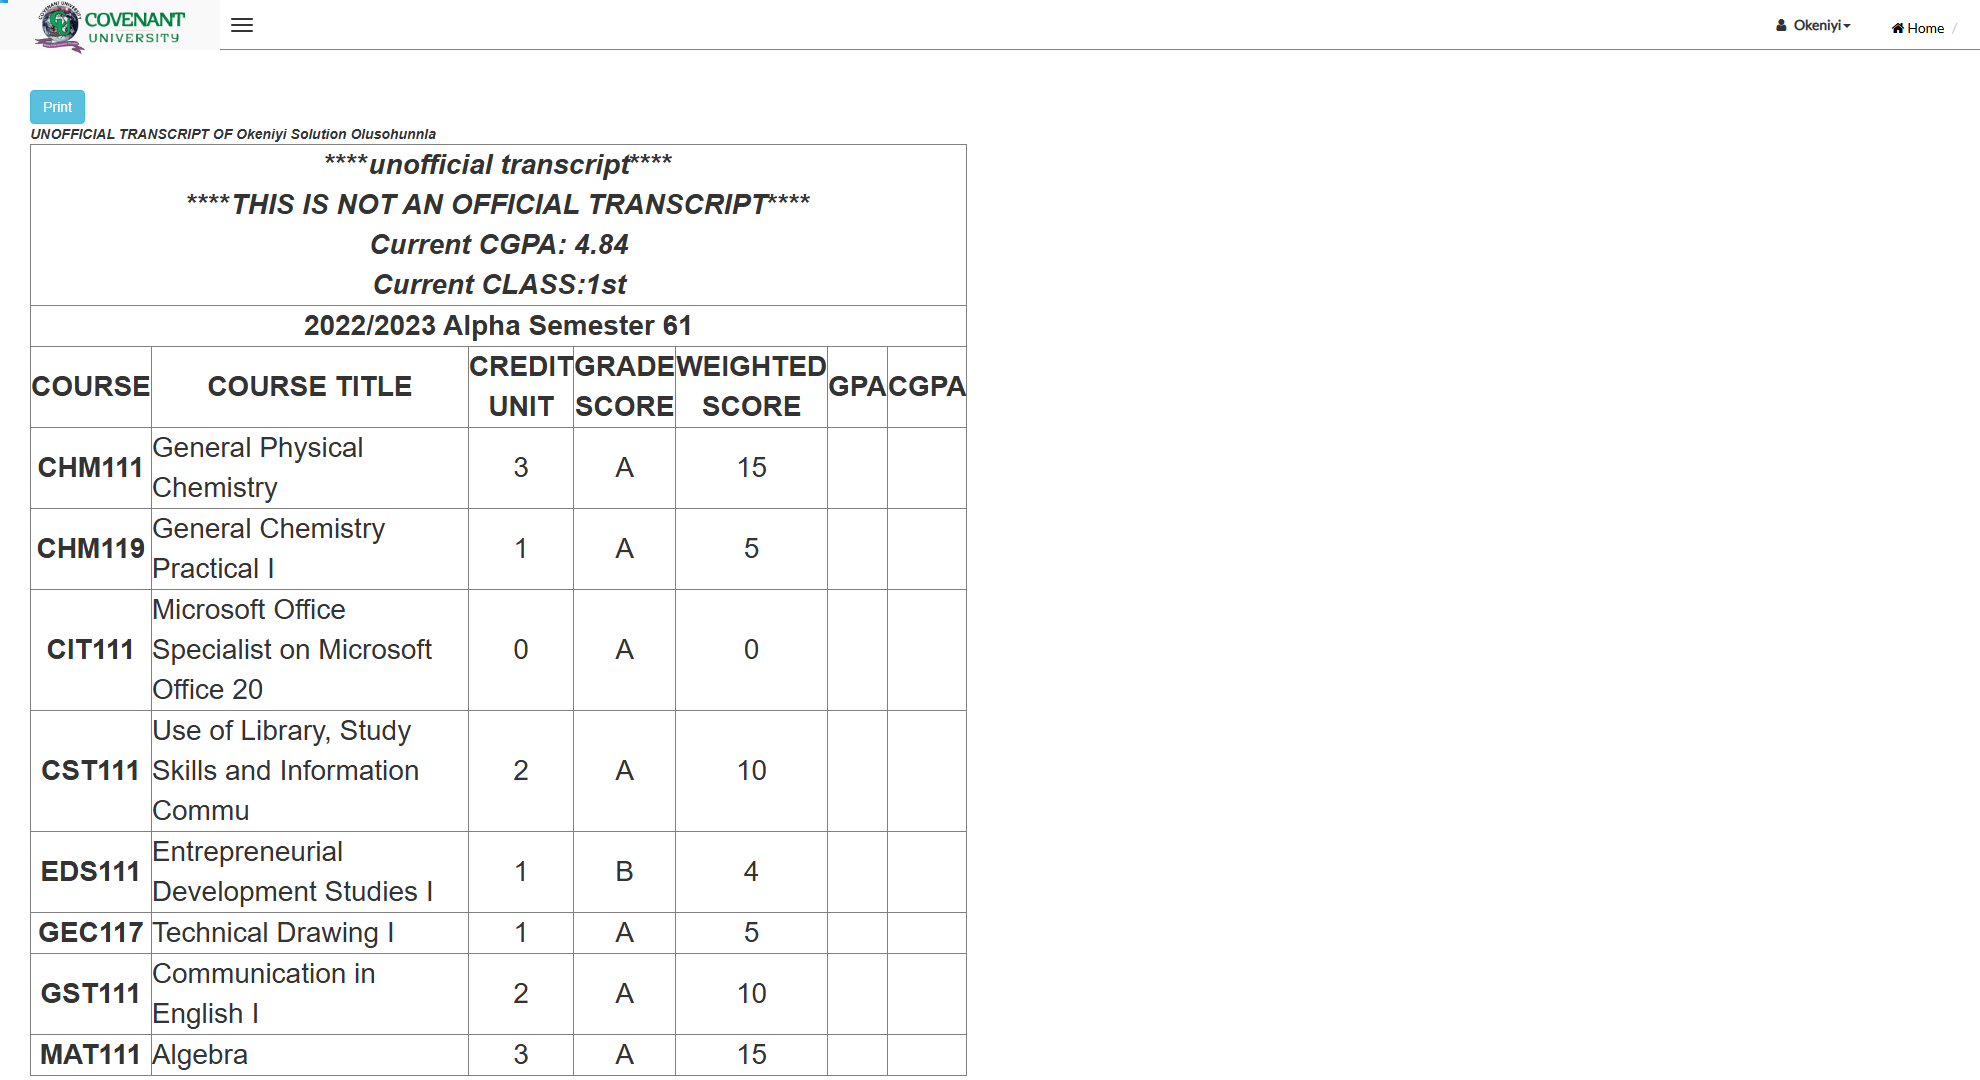 COVENANT UNIVERSITY
COVENANT
UNIVERSITY
Okeniyi
Home /
Print
UNOFFICIAL TRANSCRIPT OF Okeniyi Solution Olusohunnla
****unofficial transcript****
****THIS IS NOT AN OFFICIAL TRANSCRIPT****
Current CGPA: 4.84
Current CLASS:1st
2022/2023 Alpha Semester 61
COURSE COURSE TITLE CREDIT UNIT GRADE SCORE WEIGHTED SCORE GPA CGPA
CHM111 General Physical Chemistry 3 A 15
CHM119 General Chemistry Practical I 1 A 5
CIT111 Microsoft Office Specialist on Microsoft Office 20 0 A 0
CST111 Use of Library, Study Skills and Information Commu 2 A 10
EDS111 Entrepreneurial Development Studies I 1 B 4
GEC117 Technical Drawing I 1 A 5
GST111 Communication in English I 2 A 10
MAT111 Algebra 3 A 15